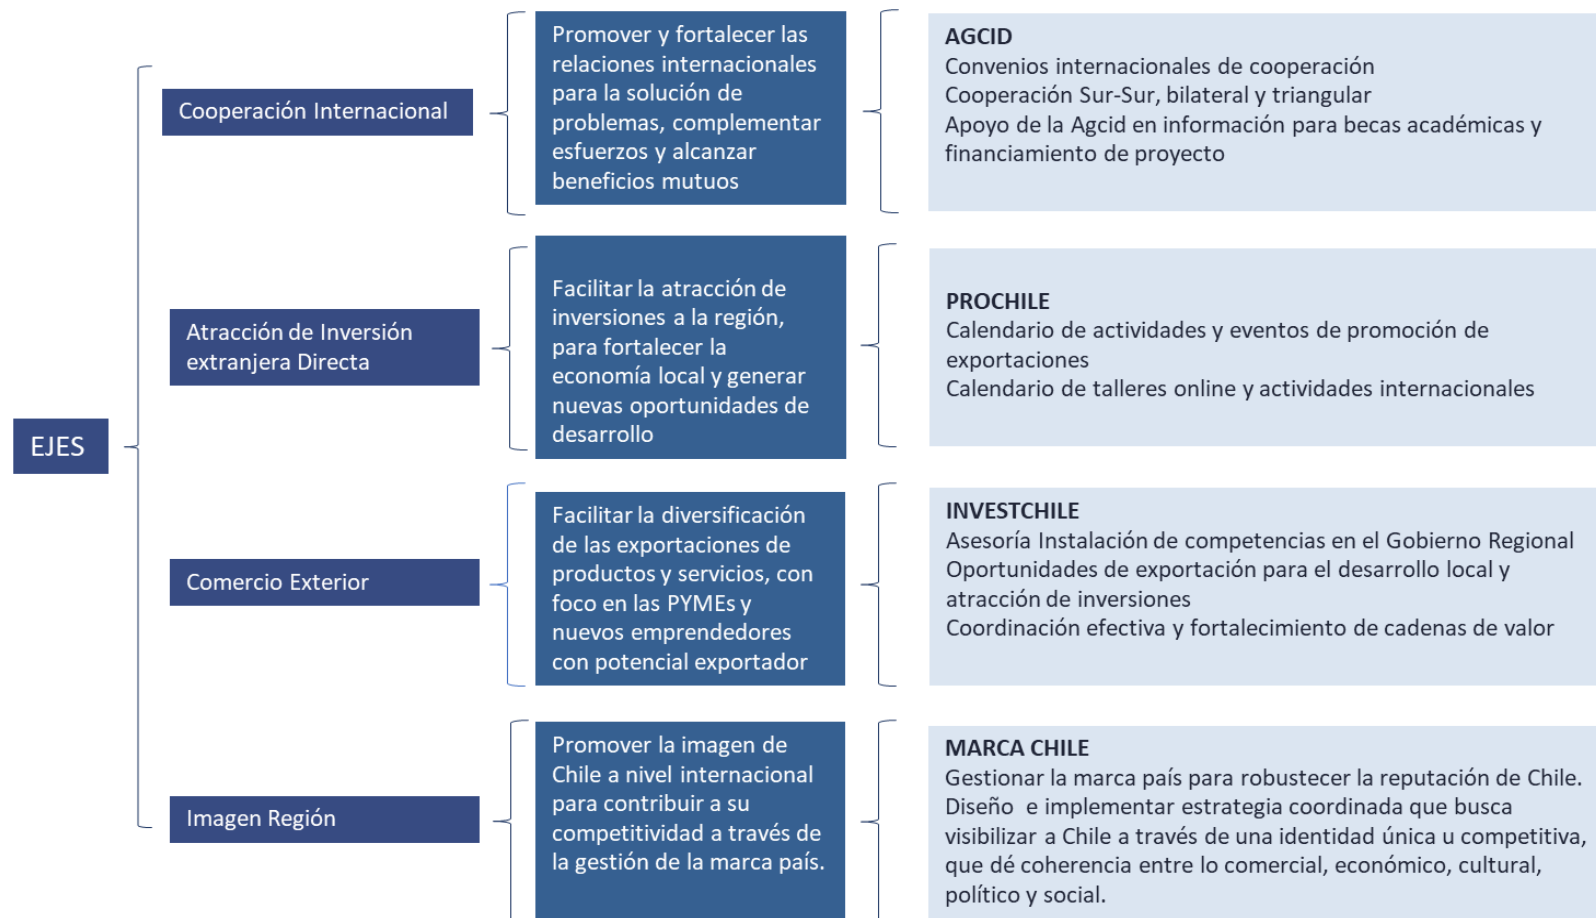 EJES
Cooperación Internacional
Promover y fortalecer las
relaciones internacionales
para la solución de
problemas, complementar
esfuerzos y alcanzar
beneficios mutuos
AGCID
Convenios internacionales de cooperación
Cooperación Sur-Sur, bilateral y triangular
Apoyo de la Agcid en información para becas académicas y
financiamiento de proyecto
Atracción de Inversión
extranjera Directa
Facilitar la atracción de
inversiones a la región,
para fortalecer la
economía local y generar
nuevas oportunidades de
desarrollo
PROCHILE
Calendario de actividades y eventos de promoción de
exportaciones
Calendario de talleres online y actividades internacionales
Comercio Exterior
Facilitar la diversificación
de las exportaciones de
productos y servicios, con
foco en las PYMEs y
nuevos emprendedores
con potencial exportador
INVESTCHILE
Asesoría Instalación de competencias en el Gobierno Regional
Oportunidades de exportación para el desarrollo local y
atracción de inversiones
Coordinación efectiva y fortalecimiento de cadenas de valor
Imagen Región
Promover la imagen de
Chile a nivel internacional
para contribuir a su
competitividad a través de
la gestión de la marca país.
MARCA CHILE
Gestionar la marca país para robustecer la reputación de Chile.
Diseño  e implementar estrategia coordinada que busca
visibilizar a Chile a través de una identidad única u competitiva,
que dé coherencia entre lo comercial, económico, cultural,
político y social.